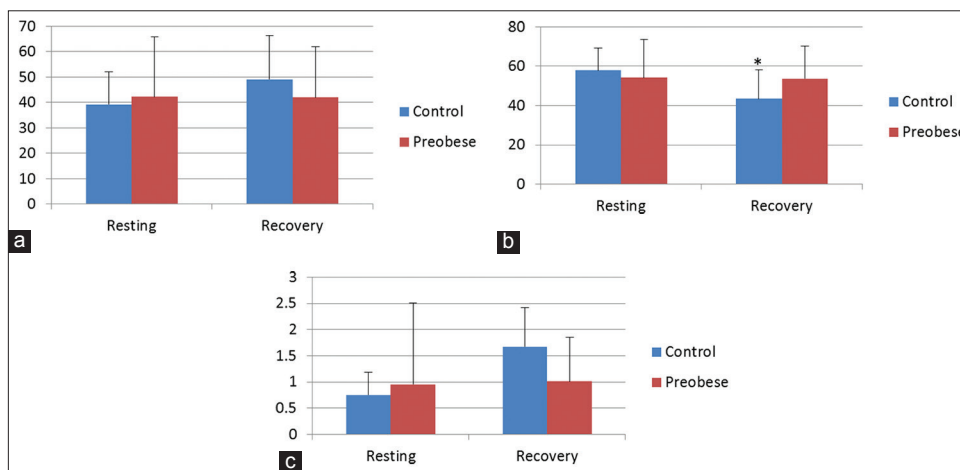 70
60
50
40
30
20
10
0
Resting Recovery
Control
Preobese
a
80
60
40
20
0
*
Resting Recovery
Control
Preobese
b
3
2.5
2
1.5
1
0.5
0
Resting Recovery
Control
Preobese
c